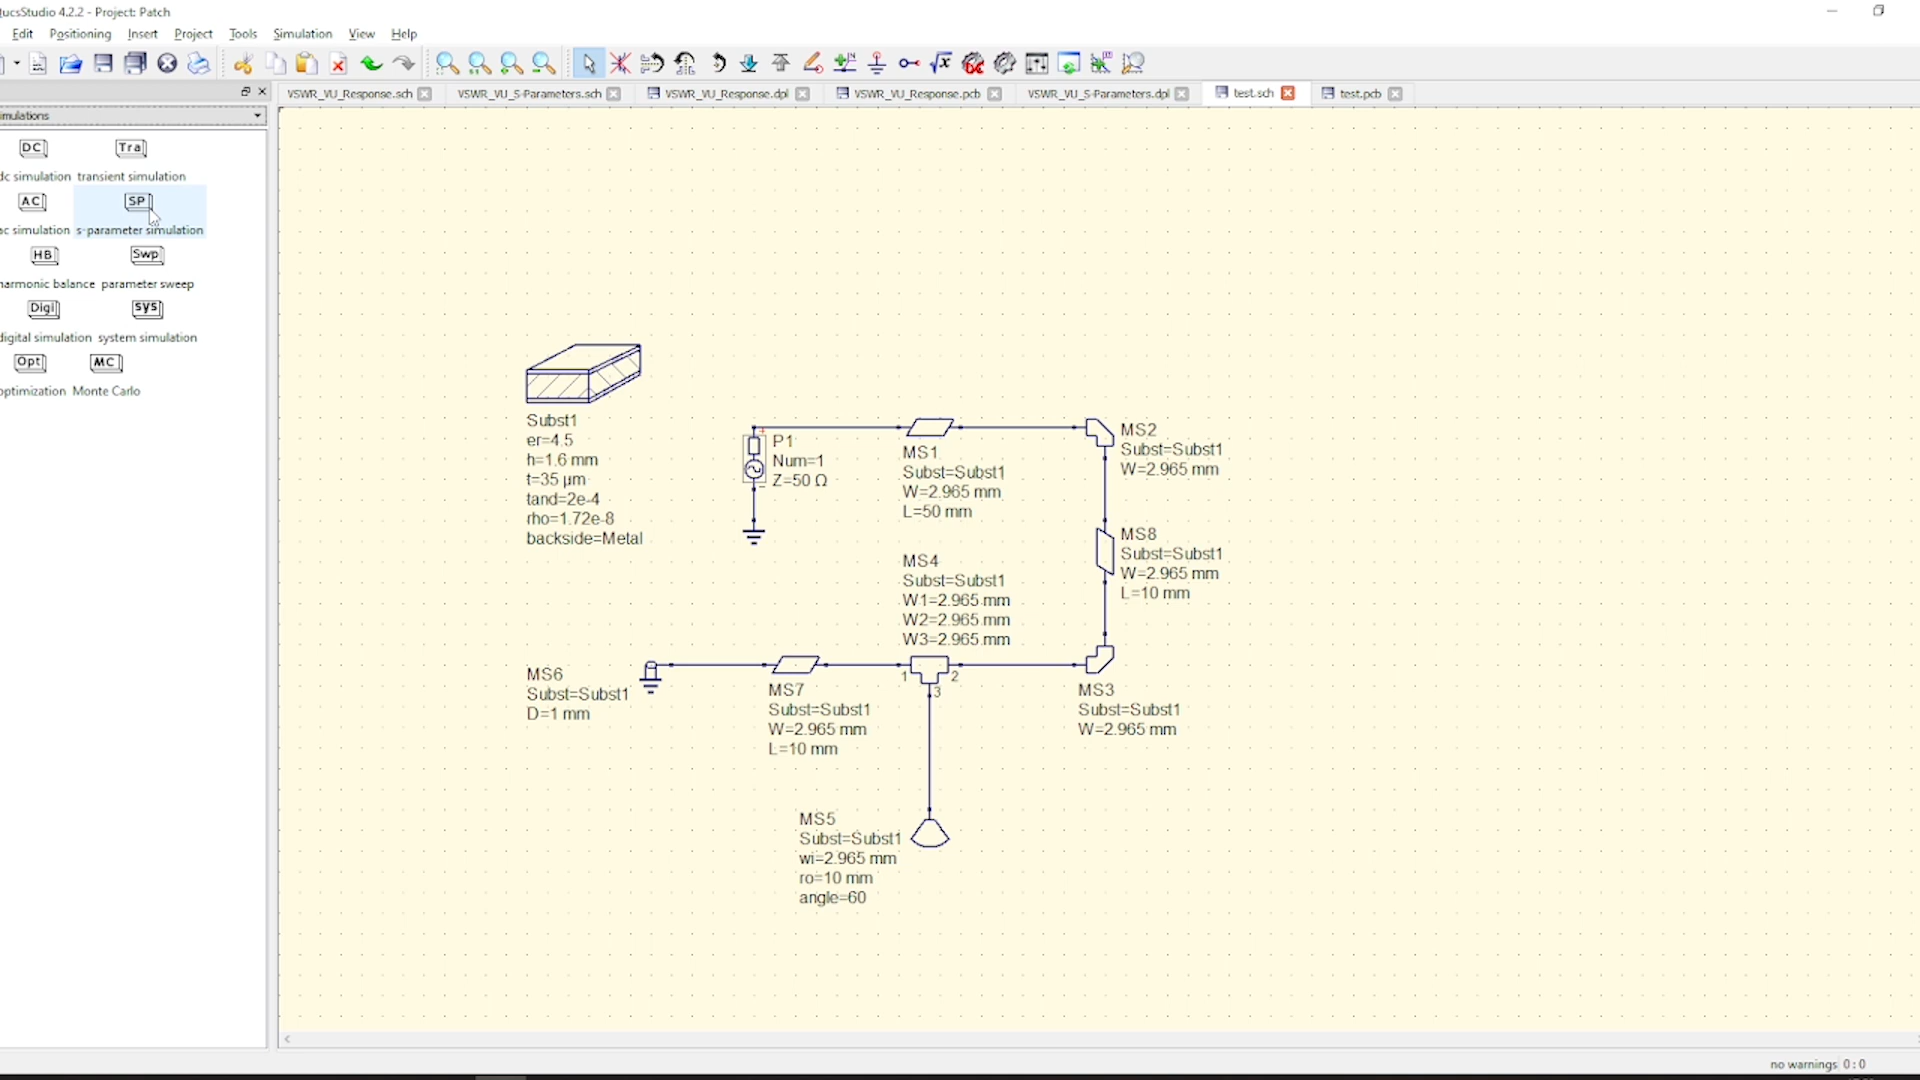 ucsStudio 4.2.2 - Project: Patch
Edit Positioning Insert Project Tools Simulation View Help
VSWR_VU_Response.sch VSWR_VU_S-Parameters.sch VSWR_VU_Response.dpl VSWR_VU_Response.pcb VSWR_VU_S-Parameters.dpl test.sch test.pcb
imulations
DC Tra
dc simulation transient simulation
AC SP
ac simulation s-parameter simulation
HB Swp
harmonic balance parameter sweep
Digi sys
digital simulation system simulation
Opt MC
optimization Monte Carlo
Subst1
er=4.5
h=1.6 mm
t=35 µm
tand=2e-4
rho=1.72e-8
backside=Metal
P1
Num=1
Z=50 Ω
MS1
Subst=Subst1
W=2.965 mm
L=50 mm
MS2
Subst=Subst1
W=2.965 mm
MS8
Subst=Subst1
W=2.965 mm
L=10 mm
MS4
Subst=Subst1
W1=2.965 mm
W2=2.965 mm
W3=2.965 mm
1 2
3
MS6
Subst=Subst1
D=1 mm
MS7
Subst=Subst1
W=2.965 mm
L=10 mm
MS3
Subst=Subst1
W=2.965 mm
MS5
Subst=Subst1
wi=2.965 mm
ro=10 mm
angle=60
no warnings 0 : 0